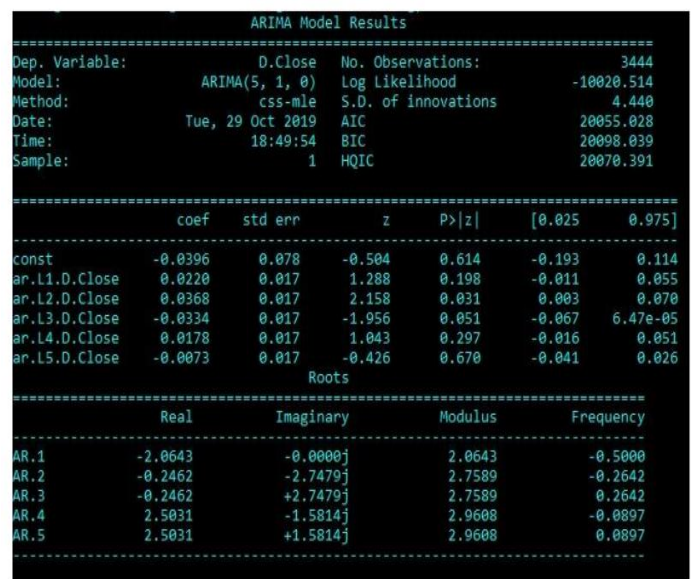 ARIMA Model Results
Dep. Variable: D.Close No. Observations: 3444
Model: ARIMA(5, 1, 0) Log Likelihood -10020.514
Method: css-mle S.D. of innovations 4.440
Date: Tue, 29 Oct 2019 AIC 20055.028
Time: 18:49:54 BIC 20098.039
Sample: 1 HQIC 20070.391
coef std err z P>|z| [0.025 0.975]
const -0.0396 0.078 -0.504 0.614 -0.193 0.114
ar.L1.D.Close 0.0220 0.017 1.288 0.198 -0.011 0.055
ar.L2.D.Close 0.0368 0.017 2.158 0.031 0.003 0.070
ar.L3.D.Close -0.0334 0.017 -1.956 0.051 -0.067 6.47e-05
ar.L4.D.Close 0.0178 0.017 1.043 0.297 -0.016 0.051
ar.L5.D.Close -0.0073 0.017 -0.426 0.670 -0.041 0.026
Roots
Real Imaginary Modulus Frequency
AR.1 -2.0643 -0.0000j 2.0643 -0.5000
AR.2 -0.2462 -2.7479j 2.7589 -0.2642
AR.3 -0.2462 +2.7479j 2.7589 0.2642
AR.4 2.5031 -1.5814j 2.9608 -0.0897
AR.5 2.5031 +1.5814j 2.9608 0.0897